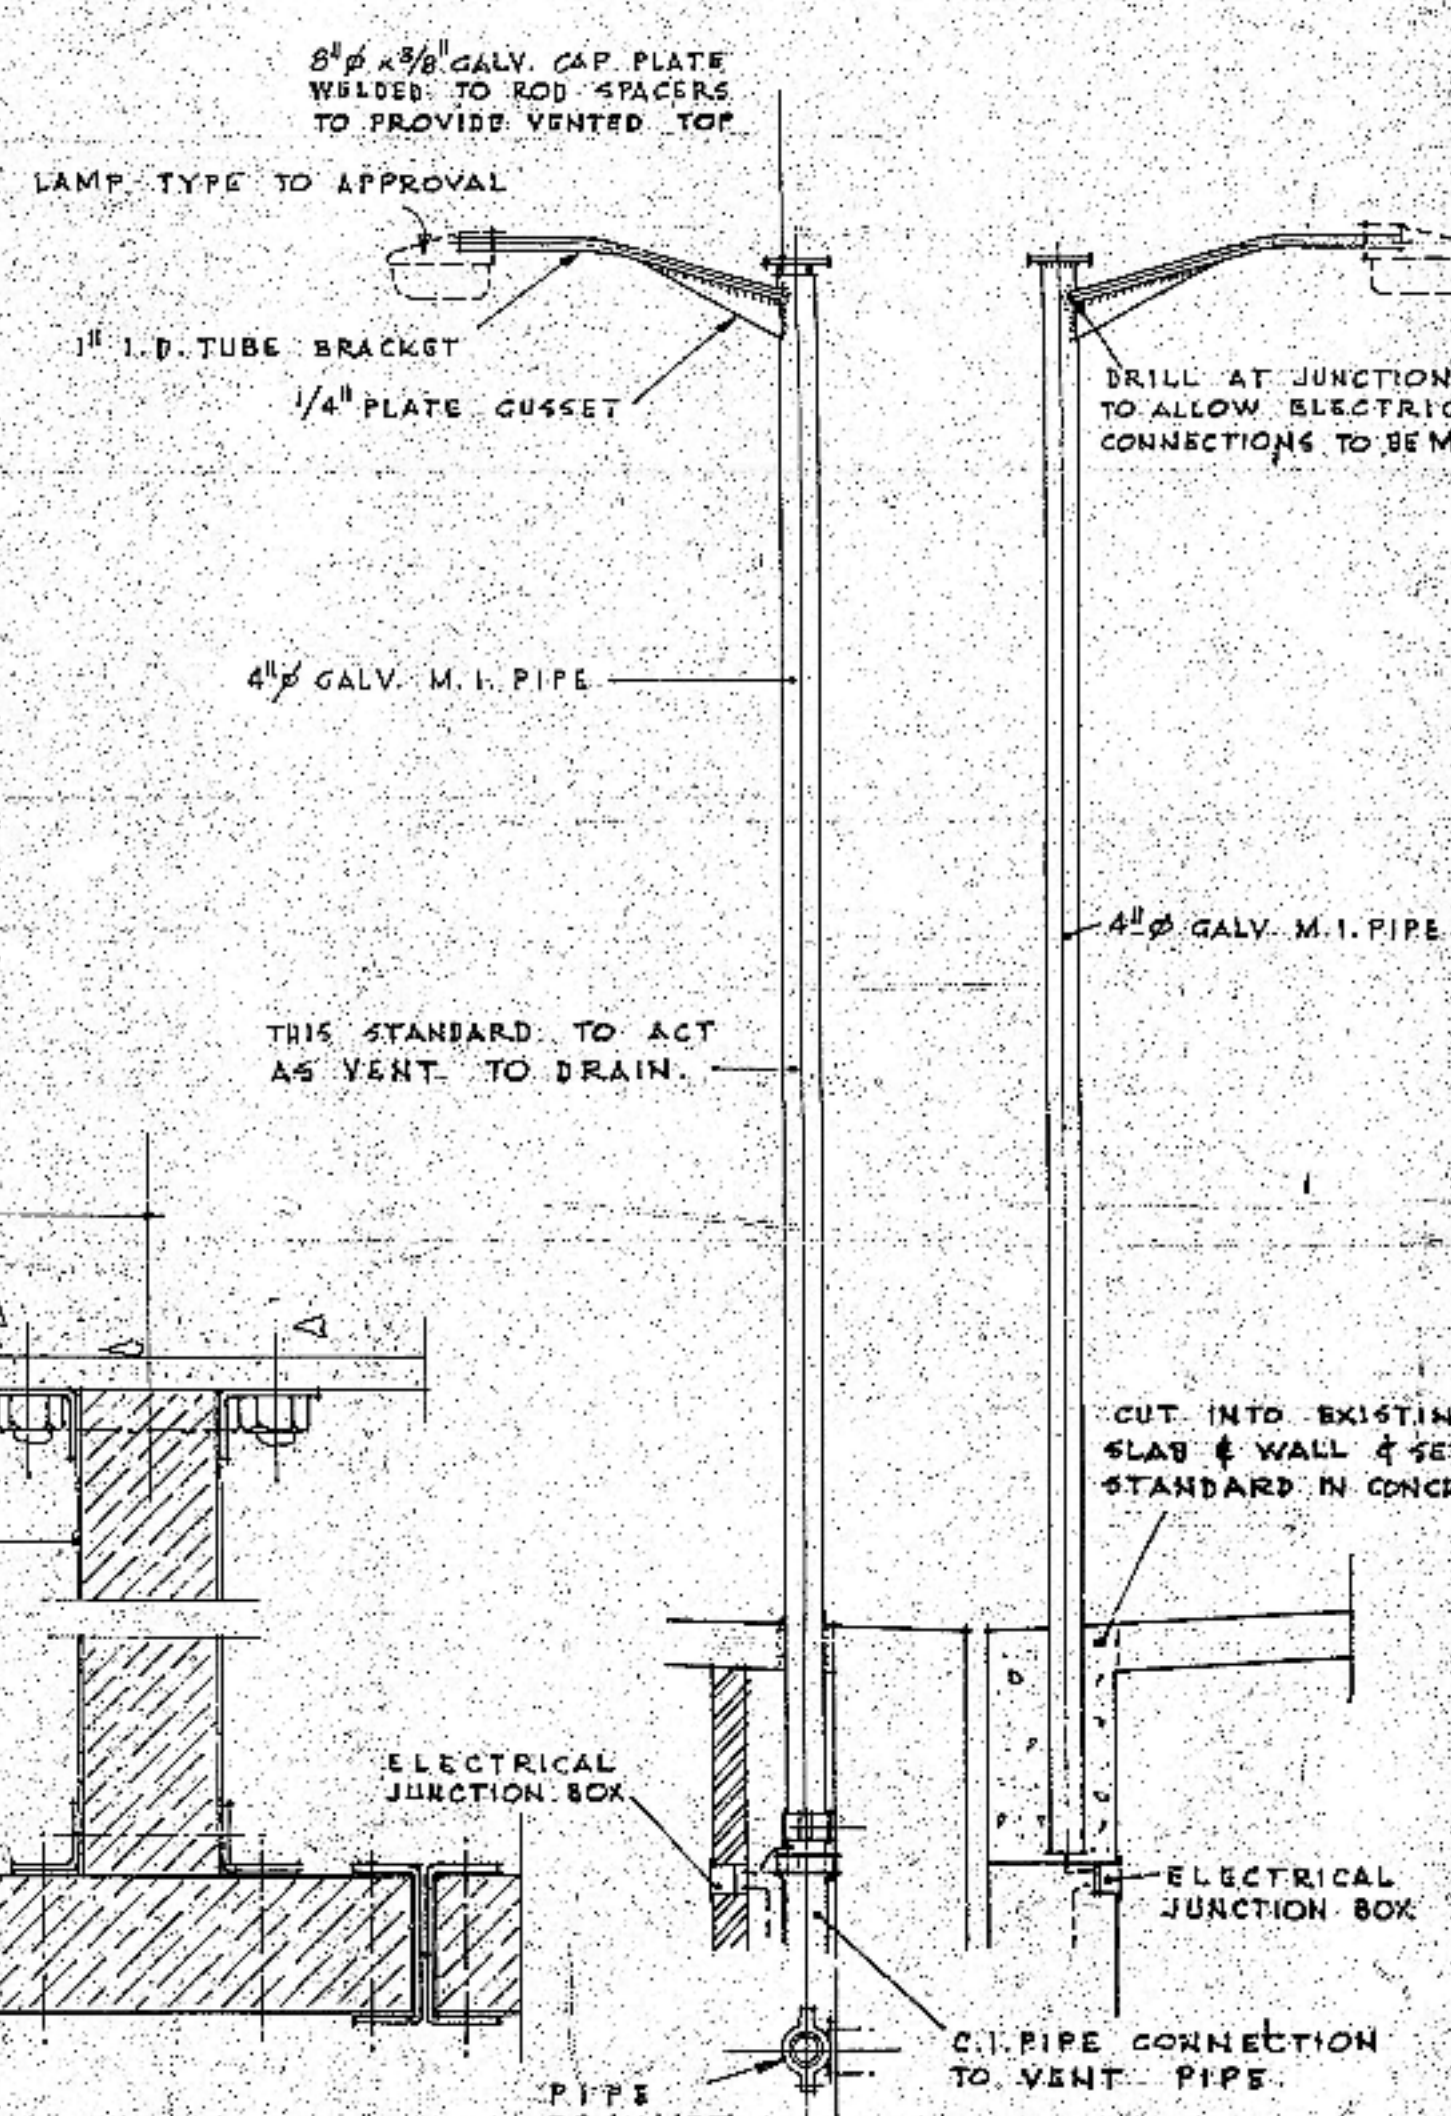 8"ø x 3/8" GALV. CAP PLATE
WELDED TO ROD SPACERS
TO PROVIDE VENTED TOP
LAMP TYPE TO APPROVAL
1" I.D. TUBE BRACKET
1/4" PLATE GUSSET
DRILL AT JUNCTION
TO ALLOW ELECTRIC
CONNECTIONS TO BE M
4"ø GALV. M.I. PIPE
4"ø GALV. M.I. PIPE
THIS STANDARD TO ACT
AS VENT TO DRAIN.
CUT INTO EXISTIN
SLAB & WALL & SE
STANDARD IN CONCR
ELECTRICAL
JUNCTION BOX
ELECTRICAL
JUNCTION BOX
C.I. PIPE CONNECTION
TO VENT PIPE.
PIPE